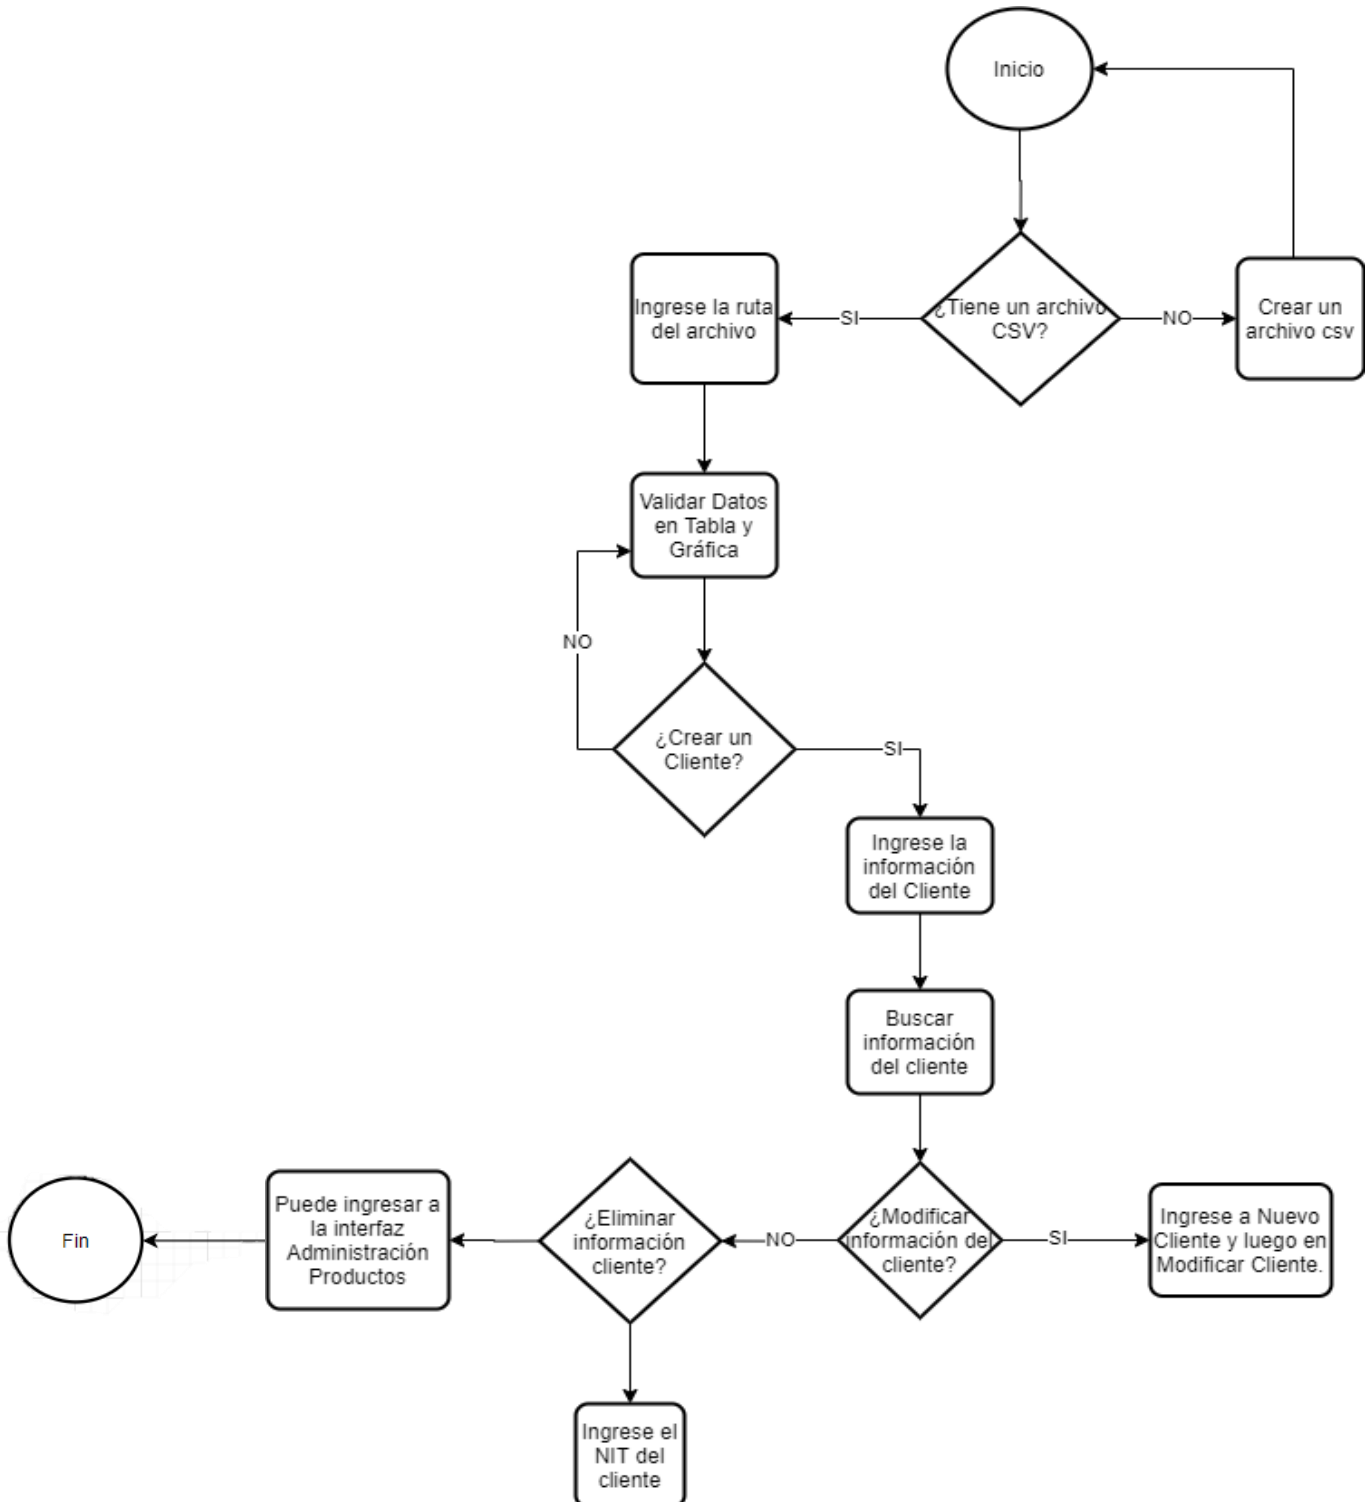 Inicio
¿Tiene un archivo
CSV?
SI
NO
Ingrese la ruta
del archivo
Crear un
archivo csv
Validar Datos
en Tabla y
Gráfica
NO
¿Crear un
Cliente?
SI
Ingrese la
información
del Cliente
Buscar
información
del cliente
¿Modificar
información del
cliente?
SI
Ingrese a Nuevo
Cliente y luego en
Modificar Cliente.
NO
¿Eliminar
información
cliente?
Puede ingresar a
la interfaz
Administración
Productos
Fin
Ingrese el
NIT del
cliente